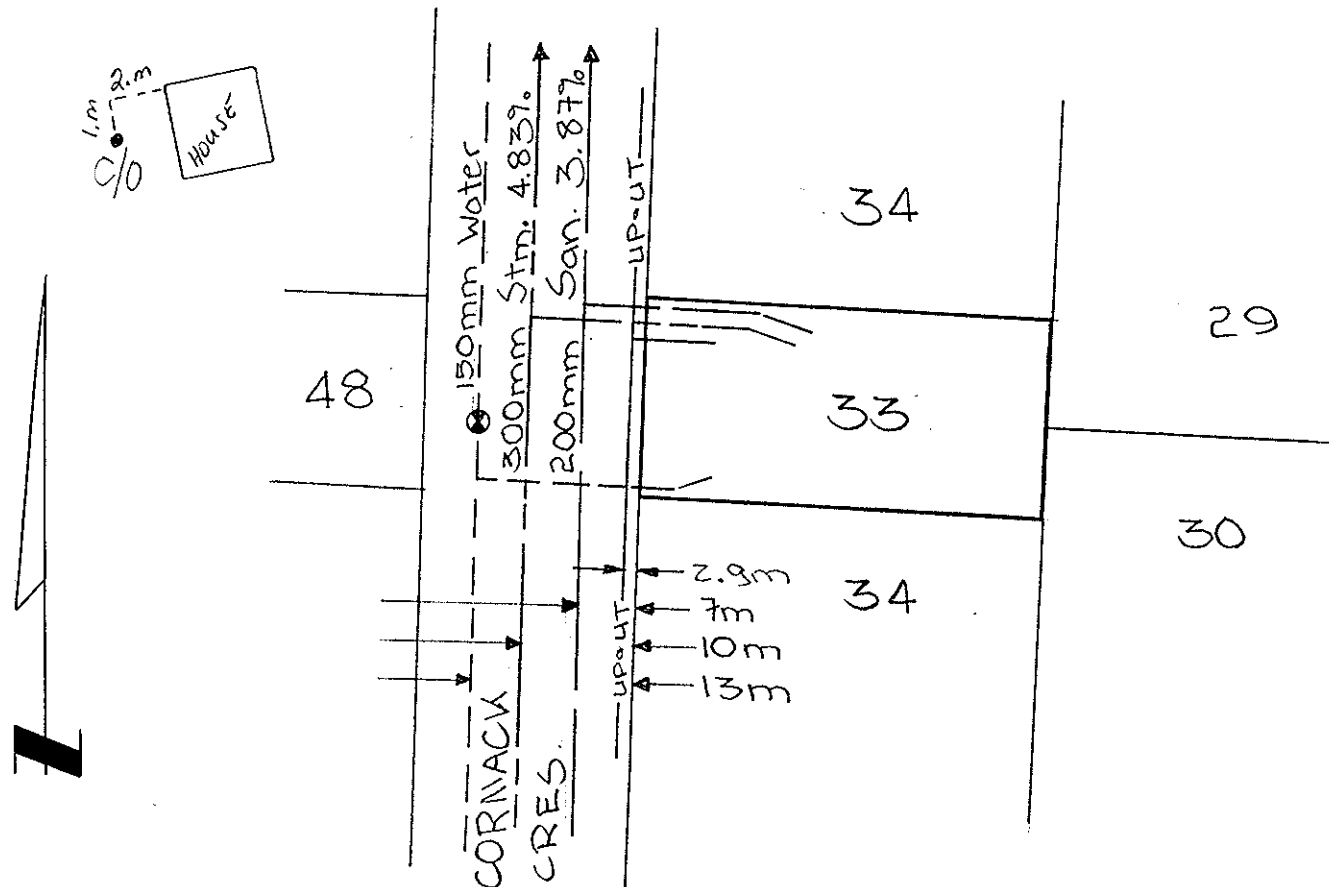 1.m 2.m
C/O
HOUSE
150mm Water
300mm Stm. 4.83%
200mm San. 3.87%
UP-UT
34
29
48
33
30
34
2.9m
7m
10m
13m
UP-UT
CORMACK
CRES.
Z